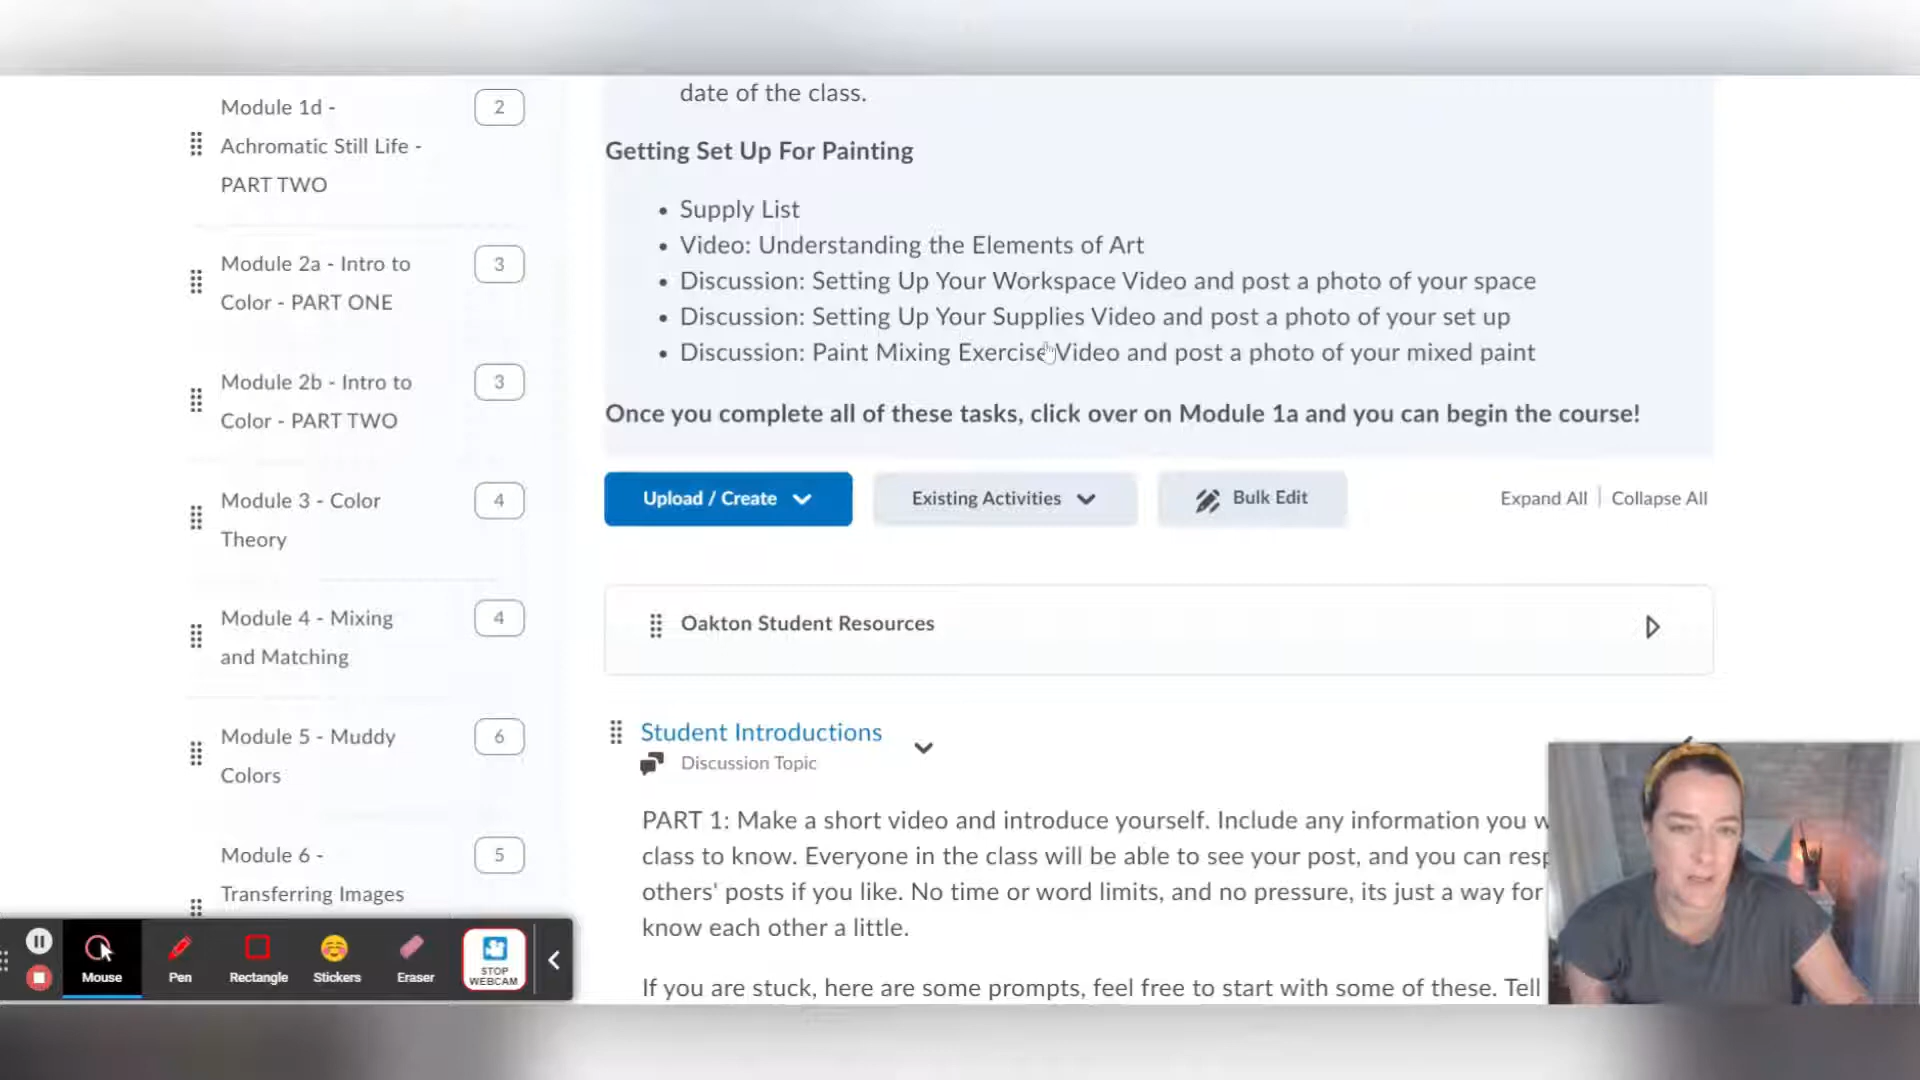 Module 1d -
Achromatic Still Life -
PART TWO
2
Module 2a - Intro to
Color - PART ONE
3
Module 2b - Intro to
Color - PART TWO
3
Module 3 - Color
Theory
4
Module 4 - Mixing
and Matching
4
Module 5 - Muddy
Colors
6
Module 6 -
Transferring Images
5
date of the class.
Getting Set Up For Painting
• Supply List
• Video: Understanding the Elements of Art
• Discussion: Setting Up Your Workspace Video and post a photo of your space
• Discussion: Setting Up Your Supplies Video and post a photo of your set up
• Discussion: Paint Mixing Exercise Video and post a photo of your mixed paint
Once you complete all of these tasks, click over on Module 1a and you can begin the course!
Upload / Create
Existing Activities
Bulk Edit
Expand All | Collapse All
Oakton Student Resources
Student Introductions
Discussion Topic
PART 1: Make a short video and introduce yourself. Include any information you w
class to know. Everyone in the class will be able to see your post, and you can resp
others' posts if you like. No time or word limits, and no pressure, its just a way for
know each other a little.
If you are stuck, here are some prompts, feel free to start with some of these. Tell
Mouse
Pen
Rectangle
Stickers
Eraser
STOP
WEBCAM